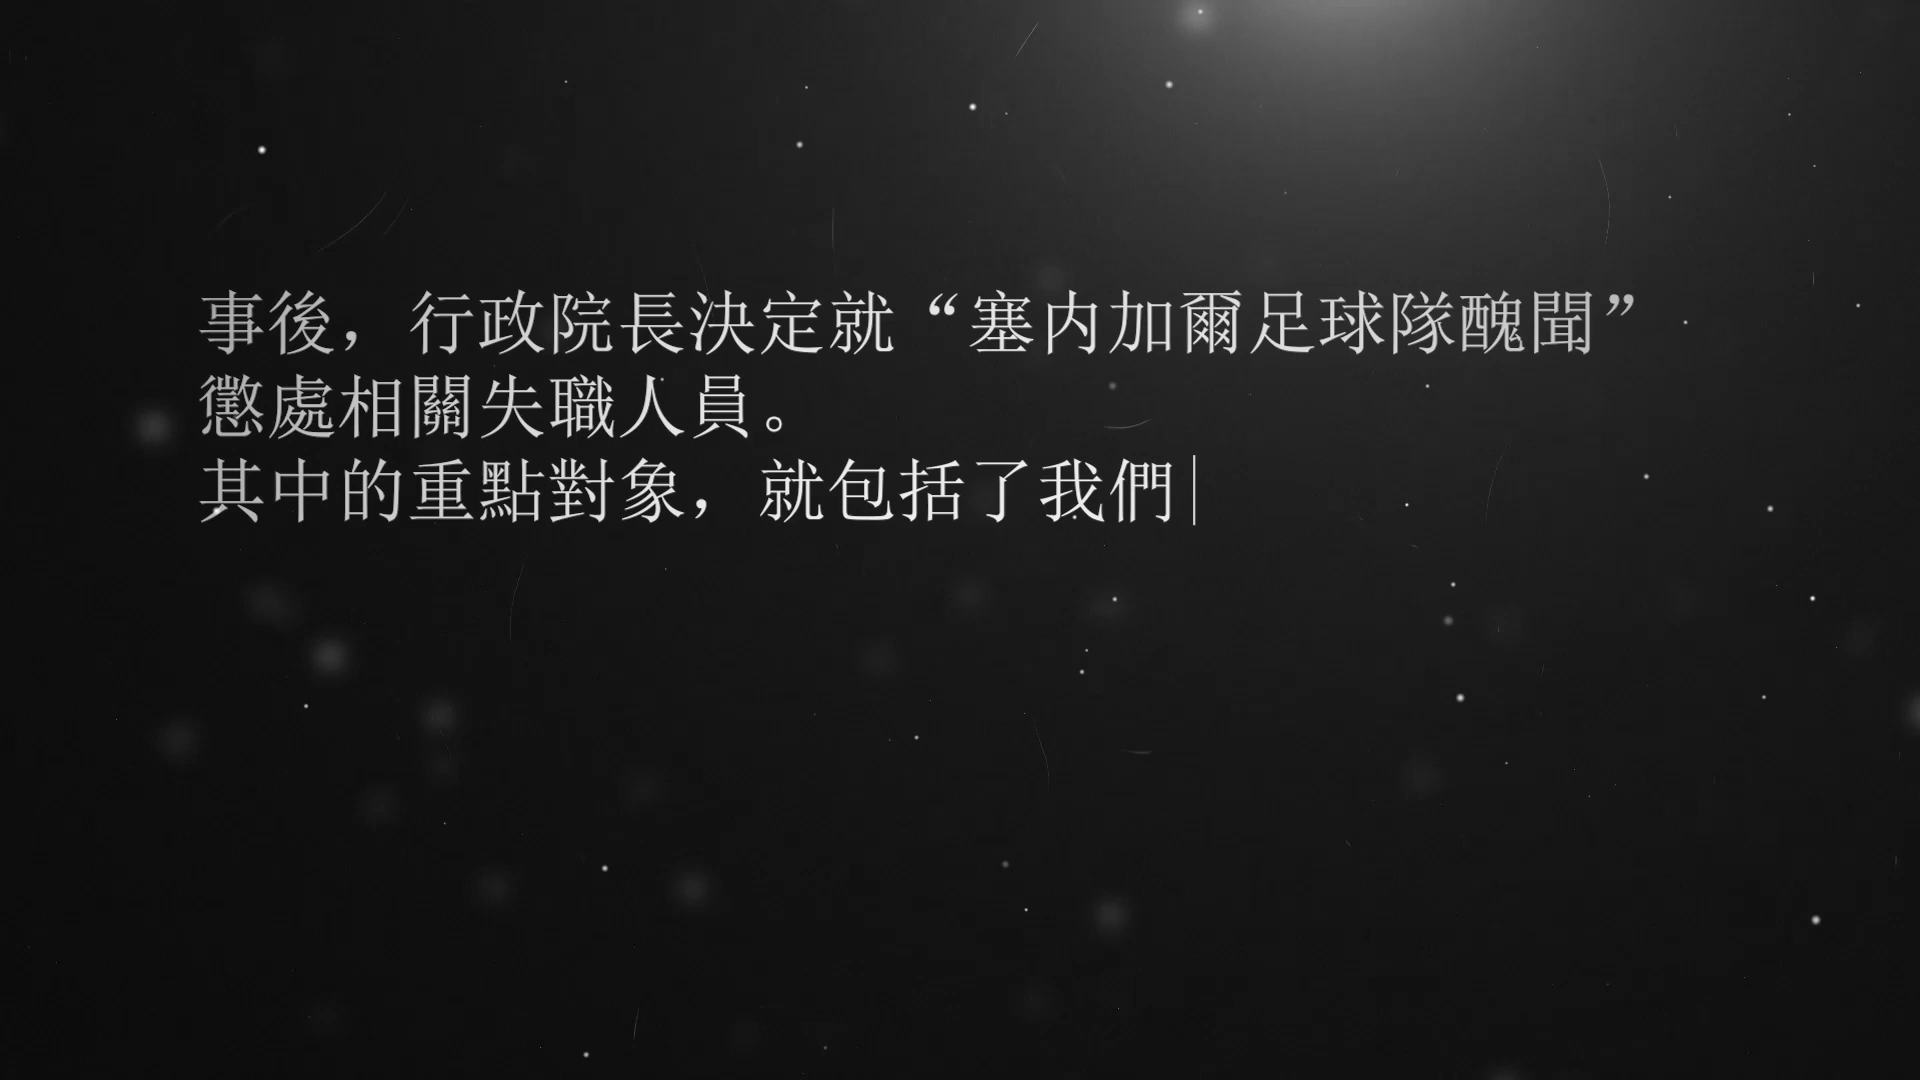 事後，行政院長決定就“塞内加爾足球隊醜聞”
懲處相關失職人員。
其中的重點對象，就包括了我們